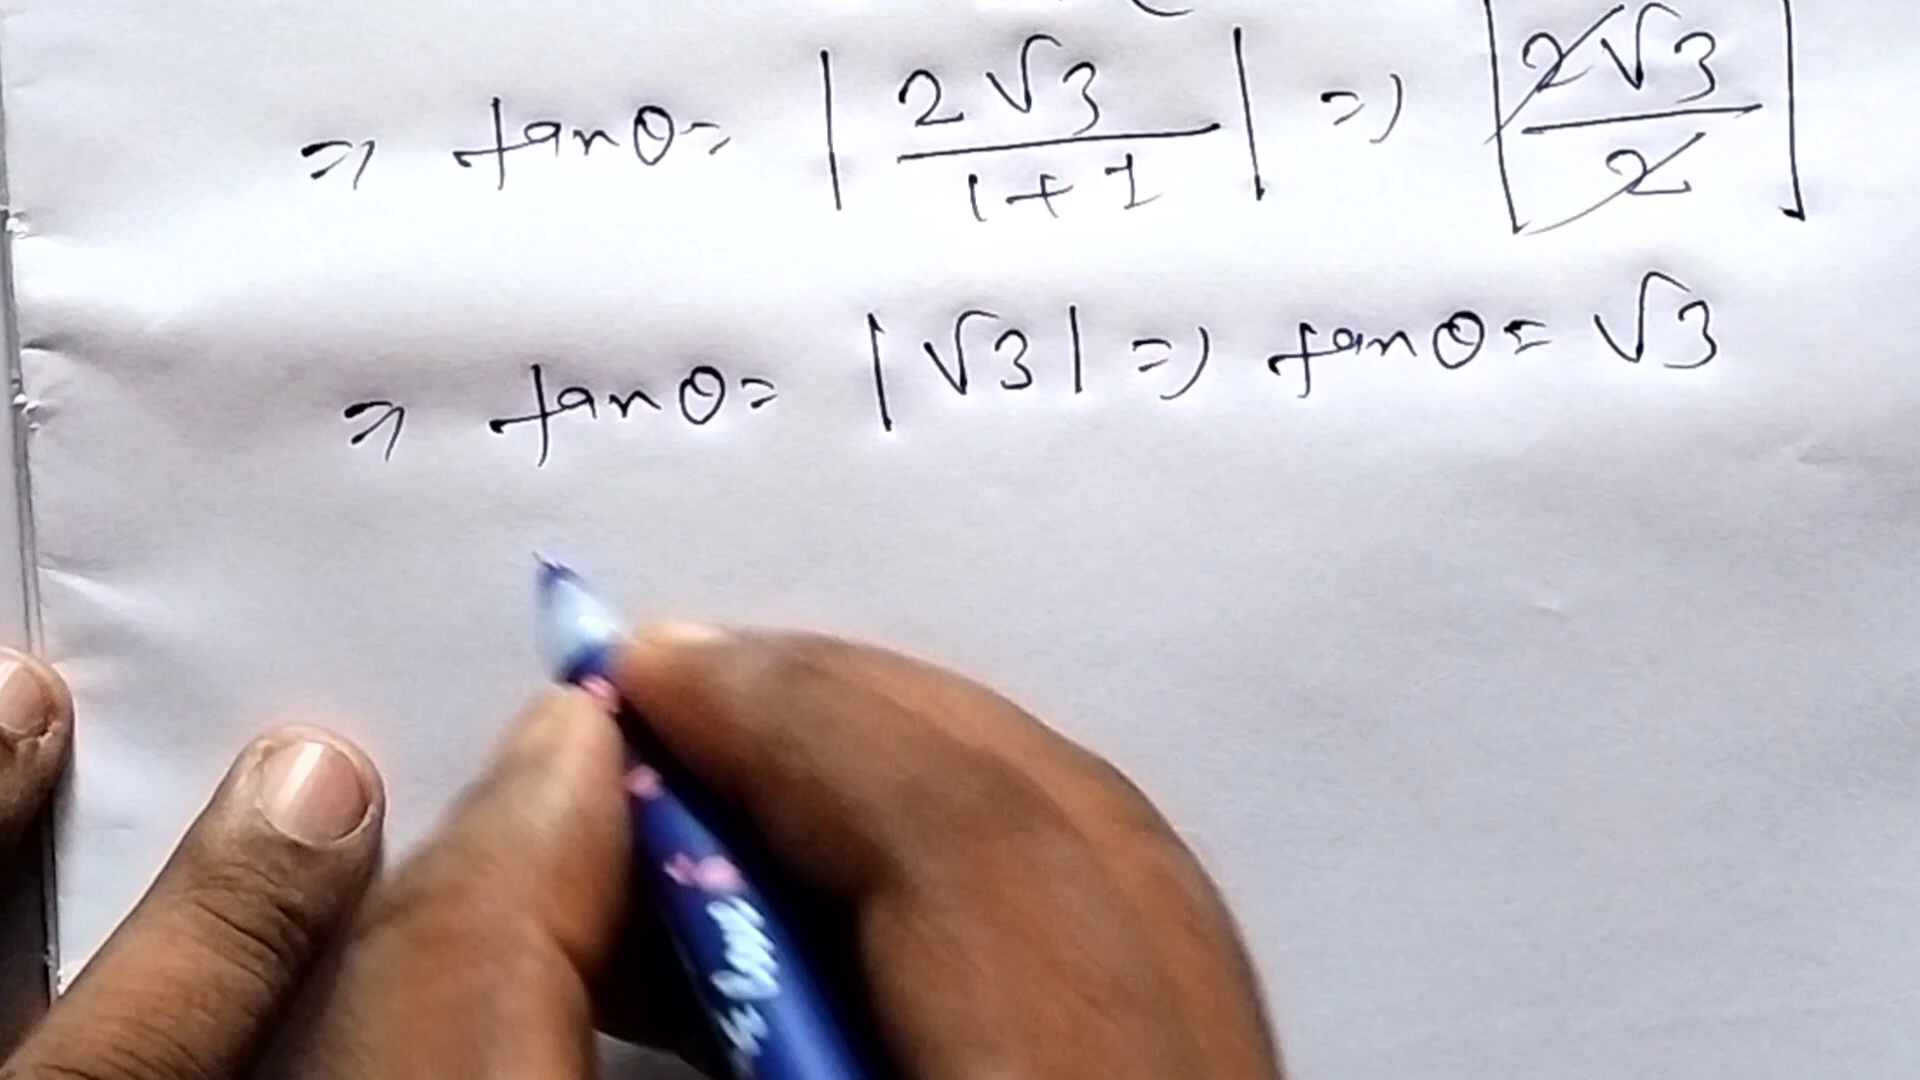 ⇒ tanθ = | 2√3 / 1+1 | ⇒ | 2√3 / 2 |
⇒ tanθ = |√3| ⇒ tanθ = √3